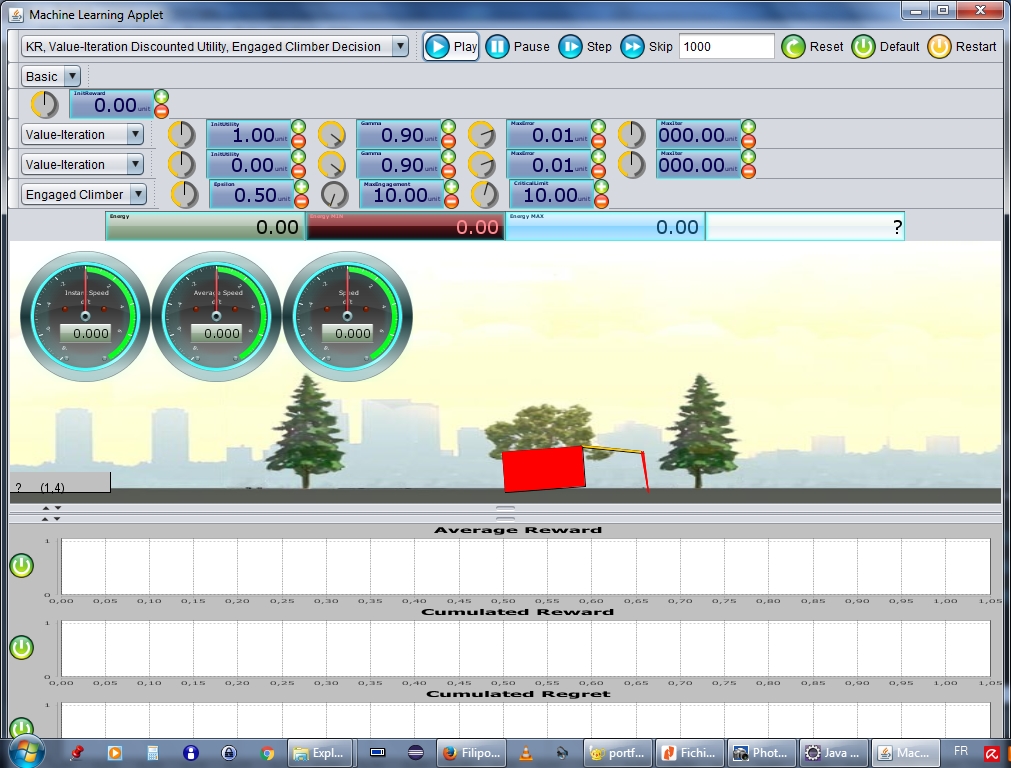 Machine Learning Applet
KR, Value-Iteration Discounted Utility, Engaged Climber Decision Play Pause Step Skip 1000 Reset Default Restart
Basic
InitReward 0.00 unit
Value-Iteration InitUtility 1.00 unit Gamma 0.90 unit MaxError 0.01 unit MaxIter 000.00 unit
Value-Iteration InitUtility 0.00 unit Gamma 0.90 unit MaxError 0.01 unit MaxIter 000.00 unit
Engaged Climber Epsilon 0.50 unit MaxEngagement 10.00 unit CriticalLimit 10.00 unit
Energy 0.00 Energy MIN 0.00 Energy MAX 0.00 ?
Instant Speed Average Speed Speed
0.000 0.000 0.000
? (1,4)
Average Reward
1
0
0,00 0,05 0,10 0,15 0,20 0,25 0,30 0,35 0,40 0,45 0,50 0,55 0,60 0,65 0,70 0,75 0,80 0,85 0,90 0,95 1,00 1,05
Cumulated Reward
1
0
0,00 0,05 0,10 0,15 0,20 0,25 0,30 0,35 0,40 0,45 0,50 0,55 0,60 0,65 0,70 0,75 0,80 0,85 0,90 0,95 1,00 1,05
Cumulated Regret
1
Expl... Filipo... portf... Fichi... Phot... Java ... Mac... FR